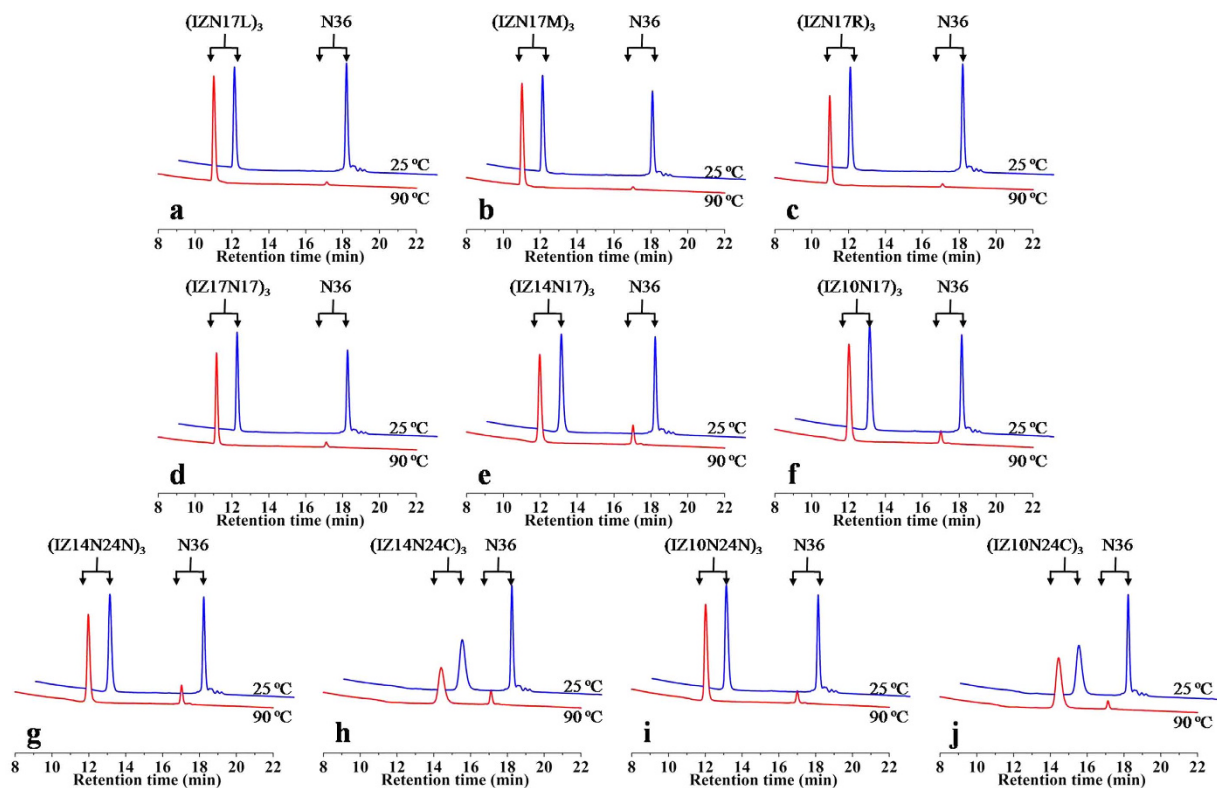 (IZN17L)₃ N36
25 ºC
90 ºC
a
8 10 12 14 16 18 20 22
Retention time (min)
(IZN17M)₃ N36
25 ºC
90 ºC
b
8 10 12 14 16 18 20 22
Retention time (min)
(IZN17R)₃ N36
25 ºC
90 ºC
c
8 10 12 14 16 18 20 22
Retention time (min)
(IZ17N17)₃ N36
25 ºC
90 ºC
d
8 10 12 14 16 18 20 22
Retention time (min)
(IZ14N17)₃ N36
25 ºC
90 ºC
e
8 10 12 14 16 18 20 22
Retention time (min)
(IZ10N17)₃ N36
25 ºC
90 ºC
f
8 10 12 14 16 18 20 22
Retention time (min)
(IZ14N24N)₃ N36
25 ºC
90 ºC
g
8 10 12 14 16 18 20 22
Retention time (min)
(IZ14N24C)₃ N36
25 ºC
90 ºC
h
8 10 12 14 16 18 20 22
Retention time (min)
(IZ10N24N)₃ N36
25 ºC
90 ºC
i
8 10 12 14 16 18 20 22
Retention time (min)
(IZ10N24C)₃ N36
25 ºC
90 ºC
j
8 10 12 14 16 18 20 22
Retention time (min)